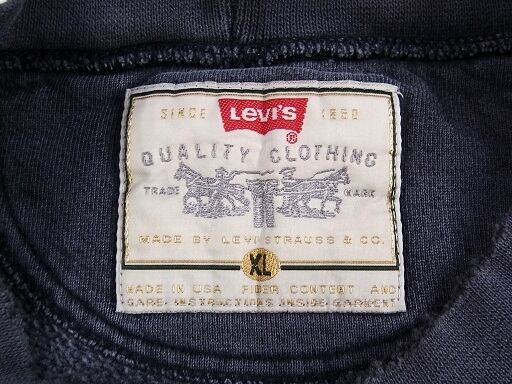 SINCE LEVI'S 1850
®
QUALITY CLOTHING
TRADE MARK
MADE BY LEVI STRAUSS & CO.
XL
MADE IN USA FIBER CONTENT AND
CARE INSTRUCTIONS INSIDE GARMENT